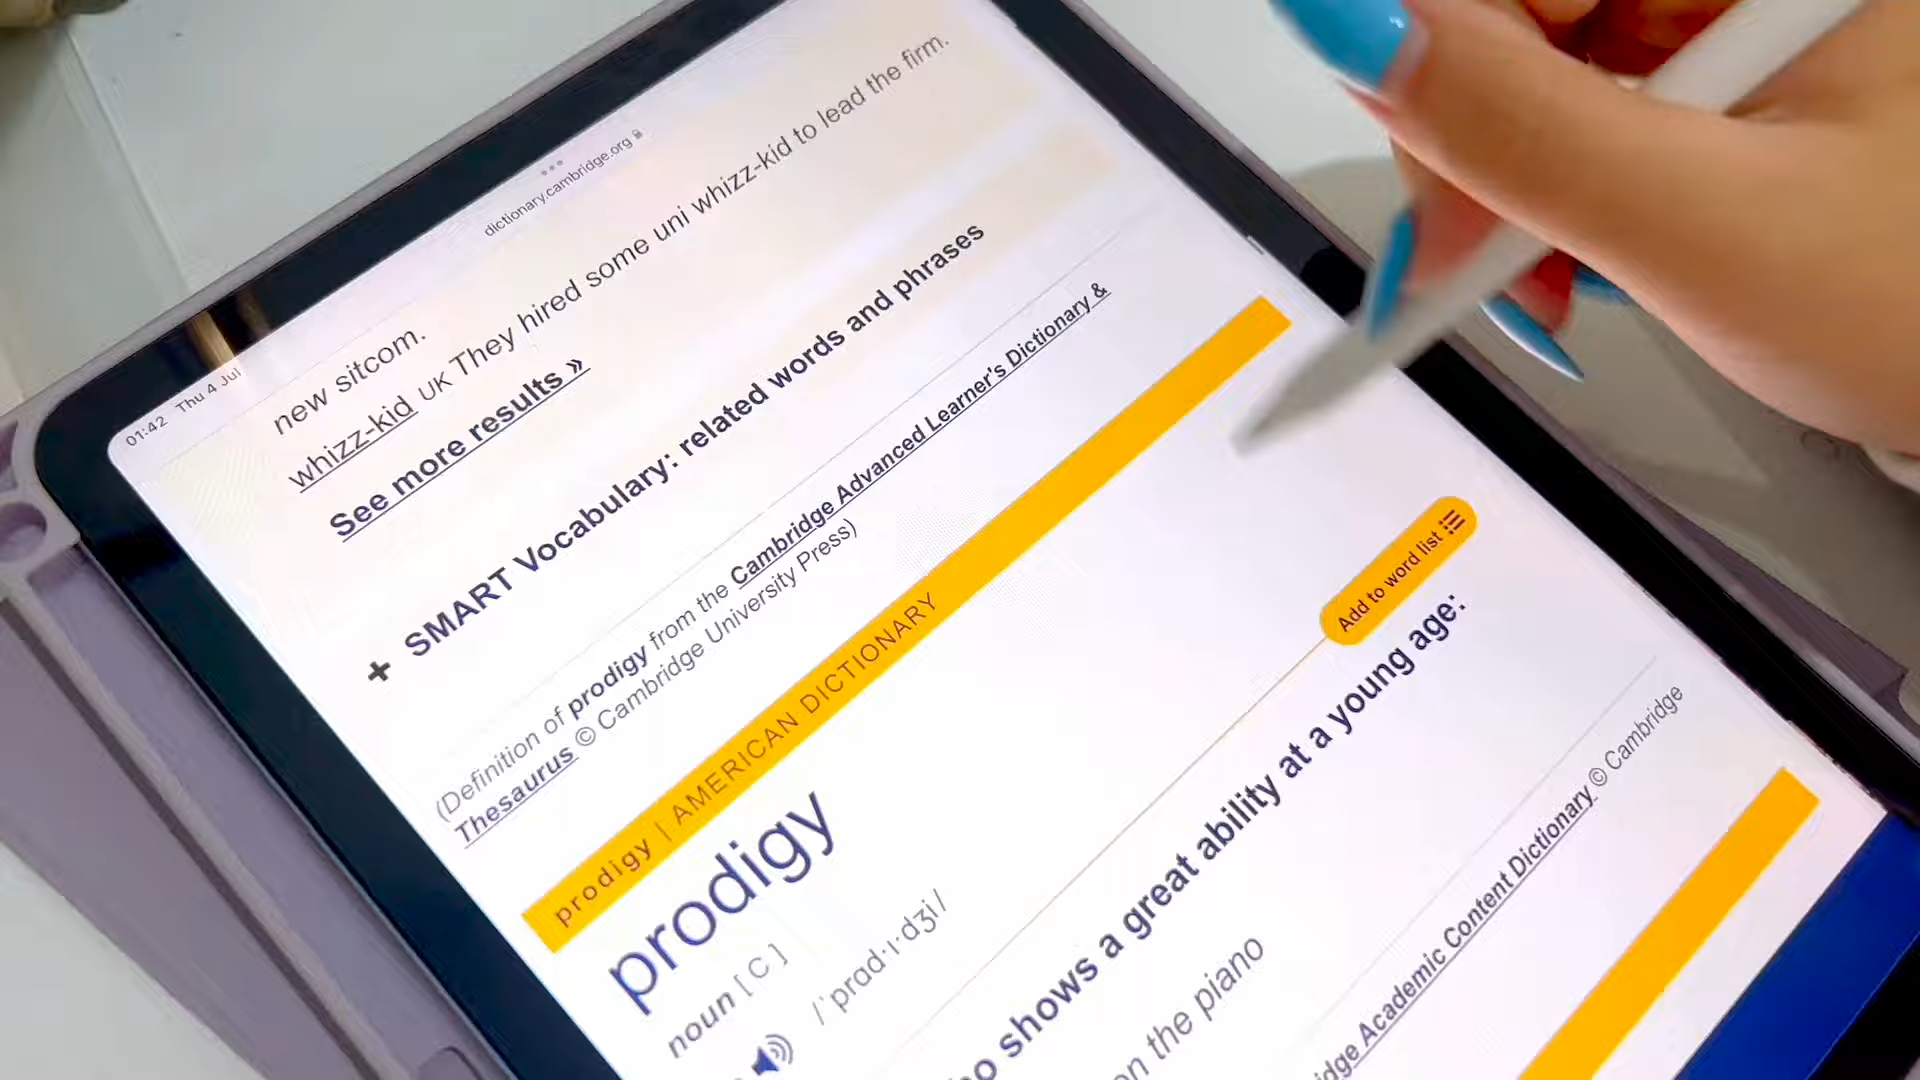 01:42 Thu 4 Jul
dictionary.cambridge.org
new sitcom.
whizz-kid UK They hired some uni whizz-kid to lead the firm.
See more results »
+ SMART Vocabulary: related words and phrases
(Definition of prodigy from the Cambridge Advanced Learner's Dictionary &
Thesaurus © Cambridge University Press)
prodigy | AMERICAN DICTIONARY
prodigy
noun [ C ]
/ˈprɑd·ɪ·dʒi/
Add to word list
shows a great ability at a young age:
on the piano
Academic Content Dictionary © Cambridge